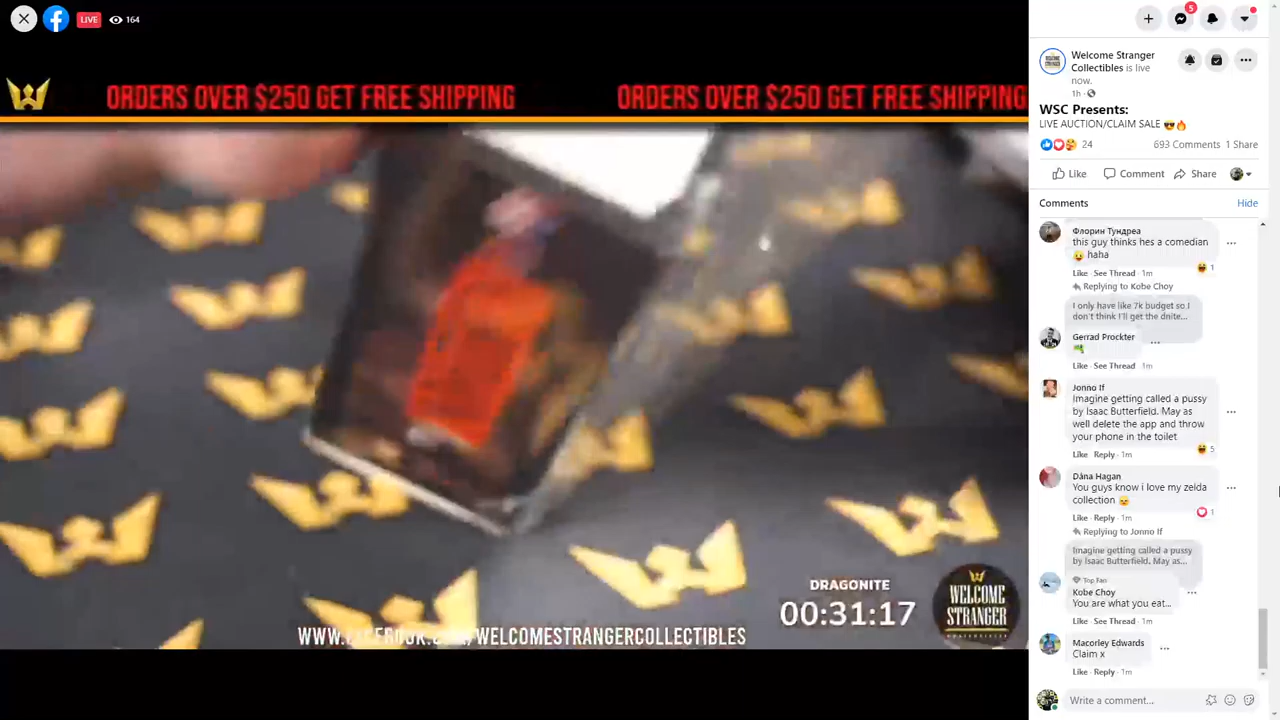 LIVE
164
5
ORDERS OVER $250 GET FREE SHIPPING
ORDERS OVER $250 GET FREE SHIPPING
DRAGONITE
00:31:17
WELCOME
STRANGER
COLLECTIBLES
/WELCOMESTRANGERCOLLECTIBLES
Welcome Stranger
Collectibles is live
now.
1h ·
WSC Presents:
LIVE AUCTION/CLAIM SALE 😎🔥
24
693 Comments 1 Share
Like
Comment
Share
Comments
Hide
Флорин Тундреа
this guy thinks hes a comedian
😛 haha
1
Like · See Thread · 1m
Replying to Kobe Choy
I only have like 7k budget so I
don't think I'll get the dnite...
Gerrad Prockter
Like · See Thread · 1m
Jonno If
Imagine getting called a pussy
by Isaac Butterfield. May as
well delete the app and throw
your phone in the toilet
5
Like · Reply · 1m
Dána Hagan
You guys know i love my zelda
collection
1
Like · Reply · 1m
Replying to Jonno If
Imagine getting called a pussy
by Isaac Butterfield. May as...
Top Fan
Kobe Choy
You are what you eat...
Like · See Thread · 1m
Macorley Edwards
Claim x
Like · Reply · 1m
Write a comment...